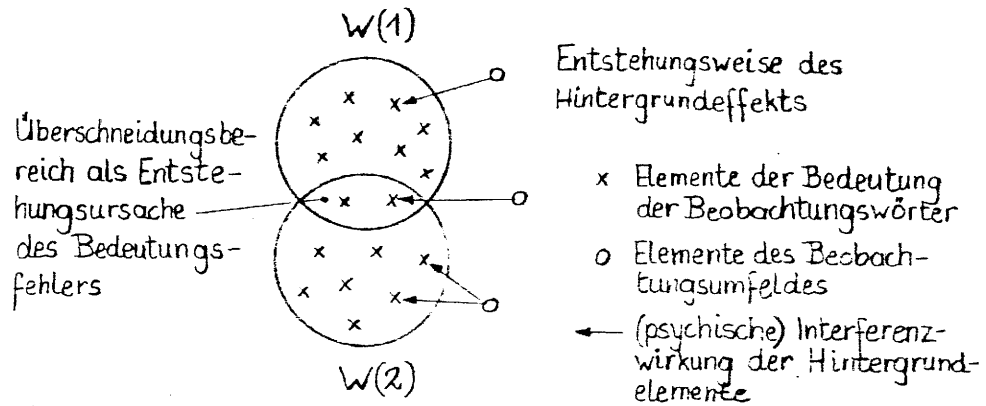 W(1)
Entstehungsweise des
Hintergrundeffekts
Überschneidungsbe-
reich als Entste-
hungsursache
des Bedeutungs-
fehlers
x Elemente der Bedeutung
der Beobachtungswörter
o Elemente des Beobach-
tungsumfeldes
← (psychische) Interferenz-
wirkung der Hintergrund-
elemente
W(2)